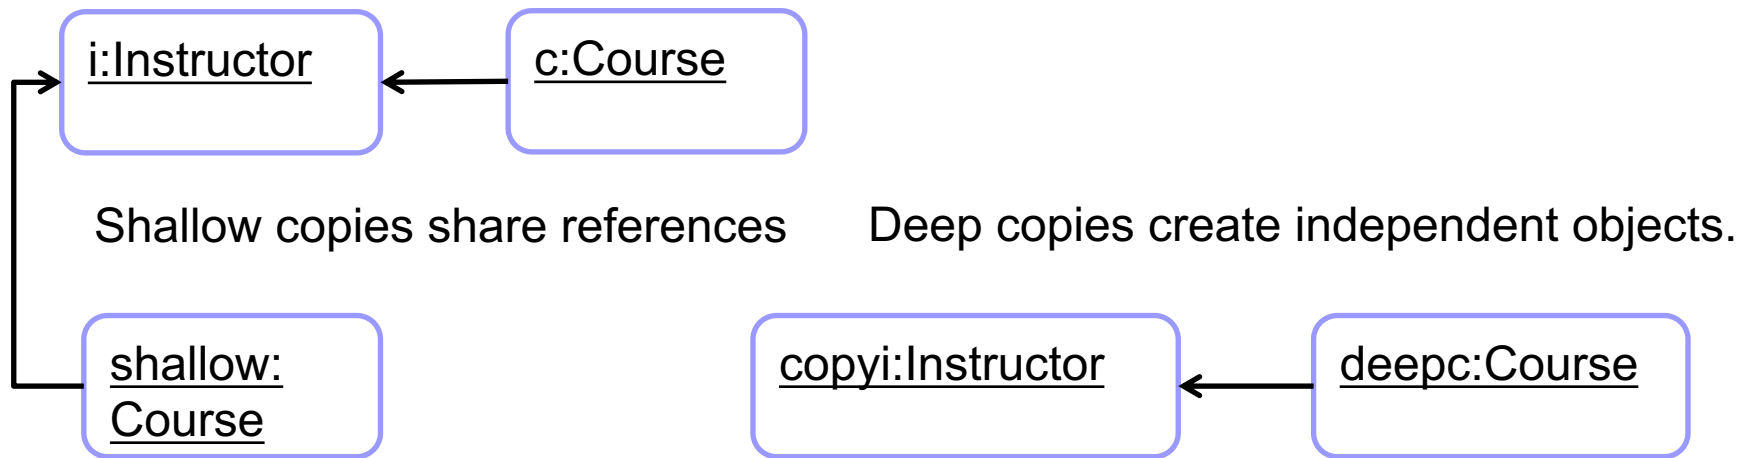 i:Instructor
c:Course
Shallow copies share references
Deep copies create independent objects.
shallow:
Course
copyi:Instructor
deepc:Course